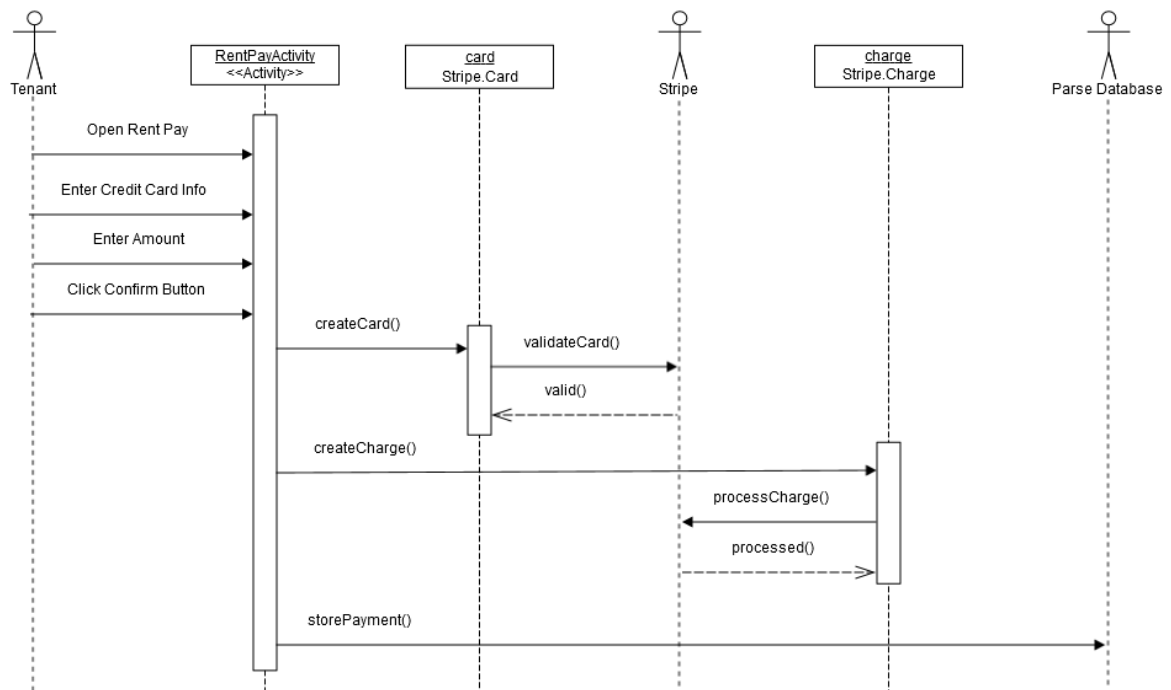 RentPayActivity
<<Activity>>
card
Stripe.Card
charge
Stripe.Charge
Tenant
Stripe
Parse Database
Open Rent Pay
Enter Credit Card Info
Enter Amount
Click Confirm Button
createCard()
validateCard()
valid()
createCharge()
processCharge()
processed()
storePayment()